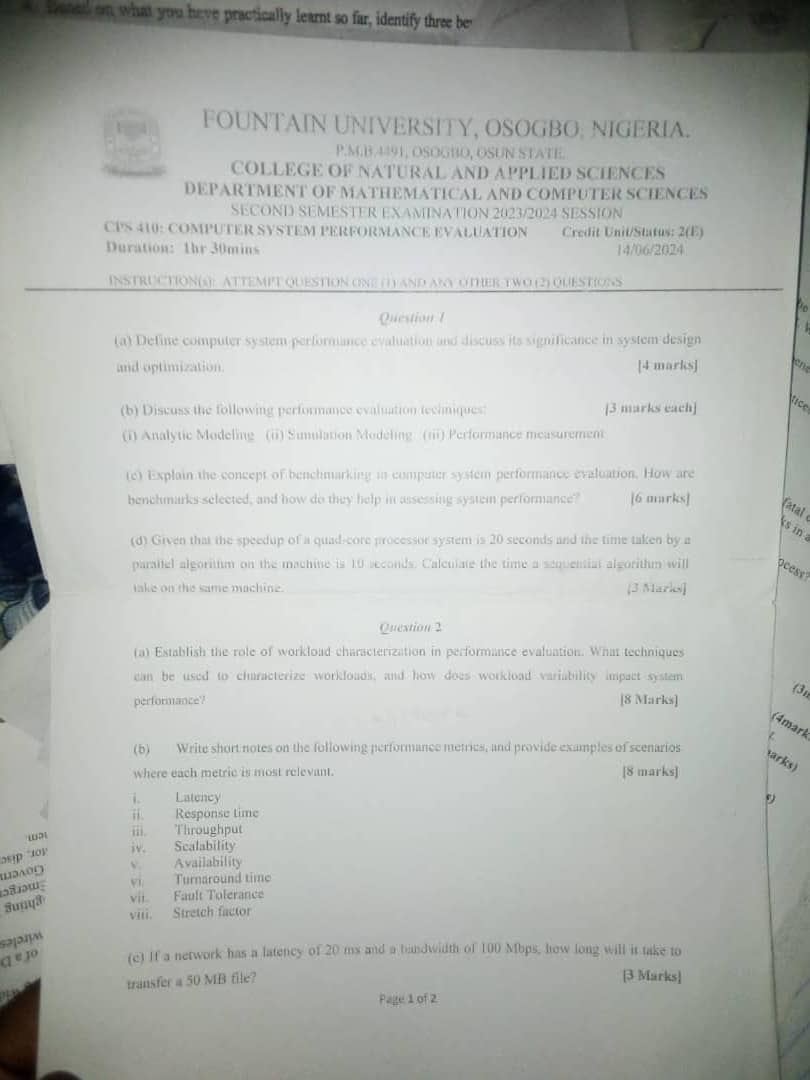 on what you have practically learnt so far, identify three be
FOUNTAIN UNIVERSITY, OSOGBO, NIGERIA.
P.M.B.4491, OSOGBO, OSUN STATE.
COLLEGE OF NATURAL AND APPLIED SCIENCES
DEPARTMENT OF MATHEMATICAL AND COMPUTER SCIENCES
SECOND SEMESTER EXAMINATION 2023/2024 SESSION
CPS 410: COMPUTER SYSTEM PERFORMANCE EVALUATION Credit Unit/Status: 2(E)
Duration: 1hr 30mins 14/06/2024
INSTRUCTION(S): ATTEMPT QUESTION ONE (1) AND ANY OTHER TWO (2) QUESTIONS
Question 1
(a) Define computer system performance evaluation and discuss its significance in system design
and optimization. [4 marks]
(b) Discuss the following performance evaluation techniques: [3 marks each]
(i) Analytic Modeling (ii) Simulation Modeling (iii) Performance measurement
(c) Explain the concept of benchmarking in computer system performance evaluation. How are
benchmarks selected, and how do they help in assessing system performance? [6 marks]
(d) Given that the speedup of a quad-core processor system is 20 seconds and the time taken by a
parallel algorithm on the machine is 10 seconds. Calculate the time a sequential algorithm will
take on the same machine. [3 Marks]
Question 2
(a) Establish the role of workload characterization in performance evaluation. What techniques
can be used to characterize workloads, and how does workload variability impact system
performance? [8 Marks]
(b) Write short notes on the following performance metrics, and provide examples of scenarios
where each metric is most relevant. [8 marks]
i. Latency
ii. Response time
iii. Throughput
iv. Scalability
v. Availability
vi. Turnaround time
vii. Fault Tolerance
viii. Stretch factor
(c) If a network has a latency of 20 ms and a bandwidth of 100 Mbps, how long will it take to
transfer a 50 MB file? [3 Marks]
Page 1 of 2
fatal
ks in a
ocess?
(4mark
arks)
Govern
wireles
of a D